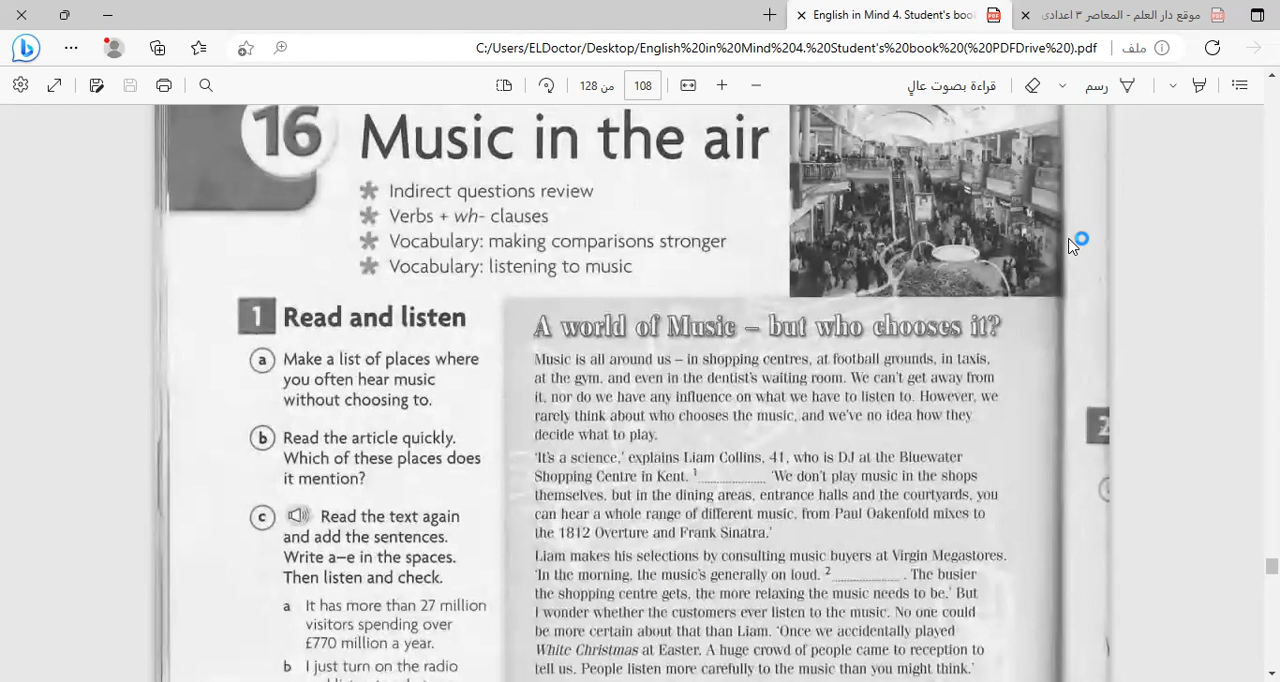 English in Mind 4. Student's boo
موقع دار العلم - المعاصر ٣ اعدادى
C:/Users/ELDoctor/Desktop/English%20in%20Mind%204.%20Student's%20book%20(%20PDFDrive%20).pdf
ملف
من 128
108
قراءة بصوت عالٍ
رسم
16
Music in the air
* Indirect questions review
* Verbs + wh- clauses
* Vocabulary: making comparisons stronger
* Vocabulary: listening to music
1 Read and listen
a Make a list of places where
you often hear music
without choosing to.
b Read the article quickly.
Which of these places does
it mention?
c Read the text again
and add the sentences.
Write a–e in the spaces.
Then listen and check.
a It has more than 27 million
visitors spending over
£770 million a year.
b I just turn on the radio
A world of Music – but who chooses it?
Music is all around us – in shopping centres, at football grounds, in taxis,
at the gym, and even in the dentist's waiting room. We can't get away from
it, nor do we have any influence on what we have to listen to. However, we
rarely think about who chooses the music, and we've no idea how they
decide what to play.
'It's a science,' explains Liam Collins, 41, who is DJ at the Bluewater
Shopping Centre in Kent. 1 ............... 'We don't play music in the shops
themselves, but in the dining areas, entrance halls and the courtyards, you
can hear a whole range of different music, from Paul Oakenfold mixes to
the 1812 Overture and Frank Sinatra.'
Liam makes his selections by consulting music buyers at Virgin Megastores.
'In the morning, the music's generally on loud. 2 ............... . The busier
the shopping centre gets, the more relaxing the music needs to be.' But
I wonder whether the customers ever listen to the music. No one could
be more certain about that than Liam. 'Once we accidentally played
White Christmas at Easter. A huge crowd of people came to reception to
tell us. People listen more carefully to the music than you might think.'
2